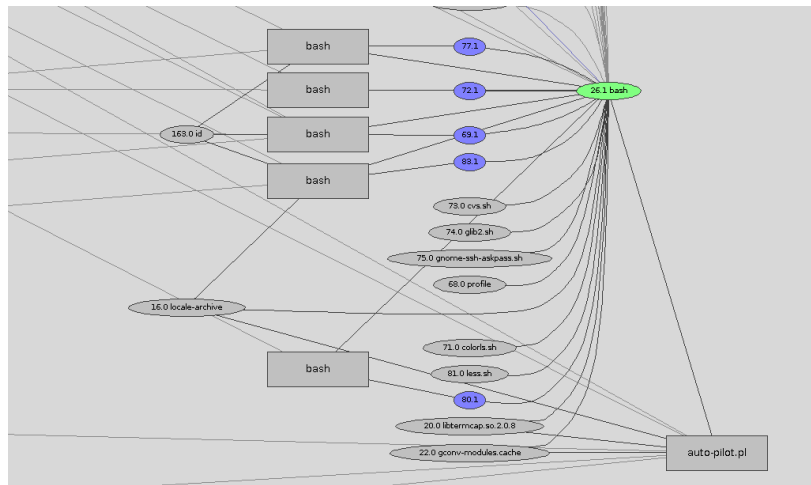 bash
77.1
bash
72.1
26.1 bash
163.0 id
bash
69.1
83.1
bash
73.0 cvs.sh
74.0 glib2.sh
75.0 gnome-ssh-askpass.sh
68.0 profile
16.0 locale-archive
71.0 colorls.sh
bash
81.0 less.sh
80.1
20.0 libtermcap.so.2.0.8
22.0 gconv-modules.cache
auto-pilot.pl